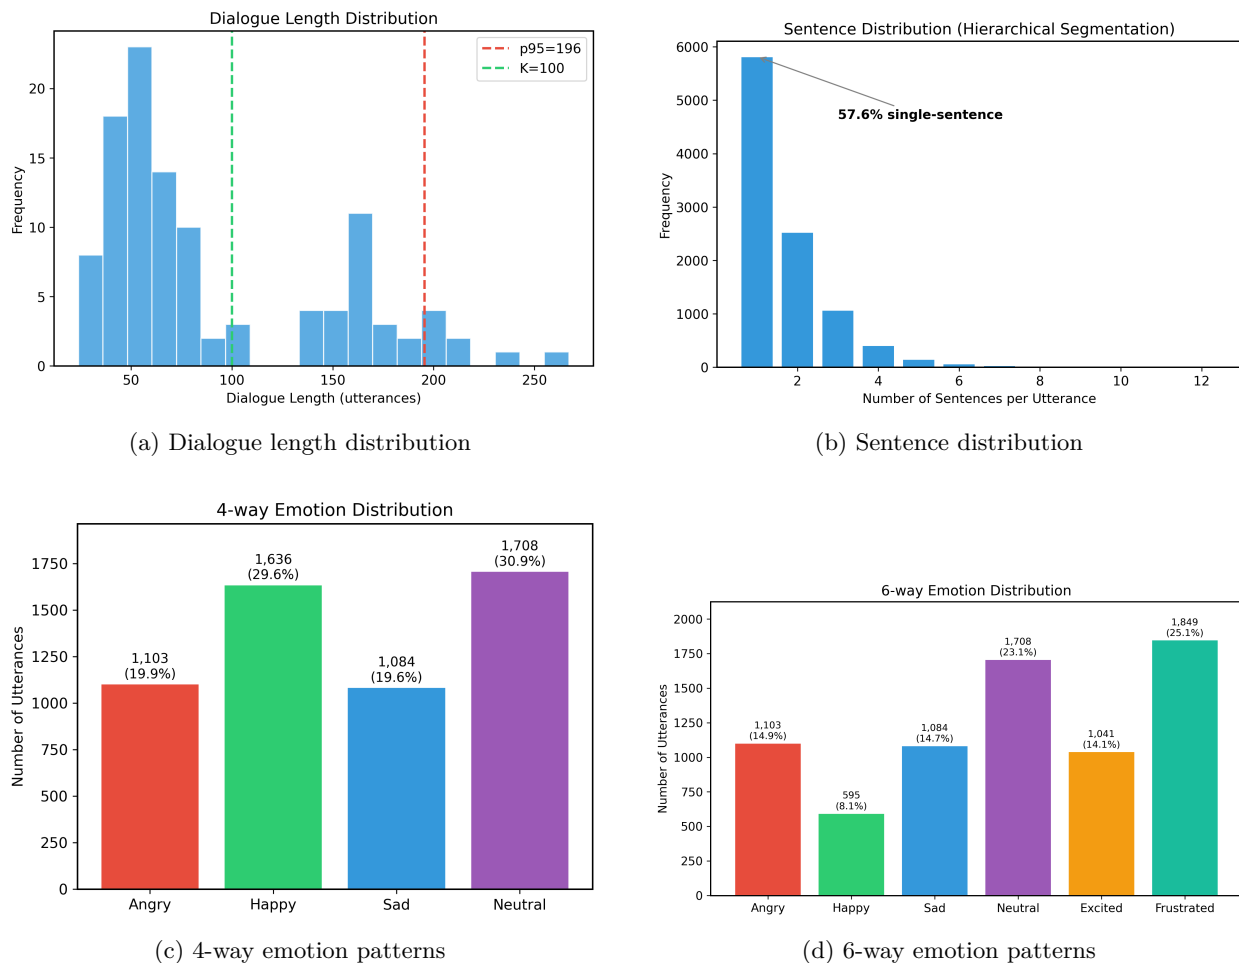 Dialogue Length Distribution
p95=196
K=100
Frequency
20
15
10
5
0
50 100 150 200 250
Dialogue Length (utterances)
(a) Dialogue length distribution
Sentence Distribution (Hierarchical Segmentation)
57.6% single-sentence
Frequency
6000
5000
4000
3000
2000
1000
0
2 4 6 8 10 12
Number of Sentences per Utterance
(b) Sentence distribution
4-way Emotion Distribution
Number of Utterances
1750
1500
1250
1000
750
500
250
0
1,103
(19.9%)
1,636
(29.6%)
1,084
(19.6%)
1,708
(30.9%)
Angry Happy Sad Neutral
(c) 4-way emotion patterns
6-way Emotion Distribution
Number of Utterances
2000
1750
1500
1250
1000
750
500
250
0
1,103
(14.9%)
595
(8.1%)
1,084
(14.7%)
1,708
(23.1%)
1,041
(14.1%)
1,849
(25.1%)
Angry Happy Sad Neutral Excited Frustrated
(d) 6-way emotion patterns